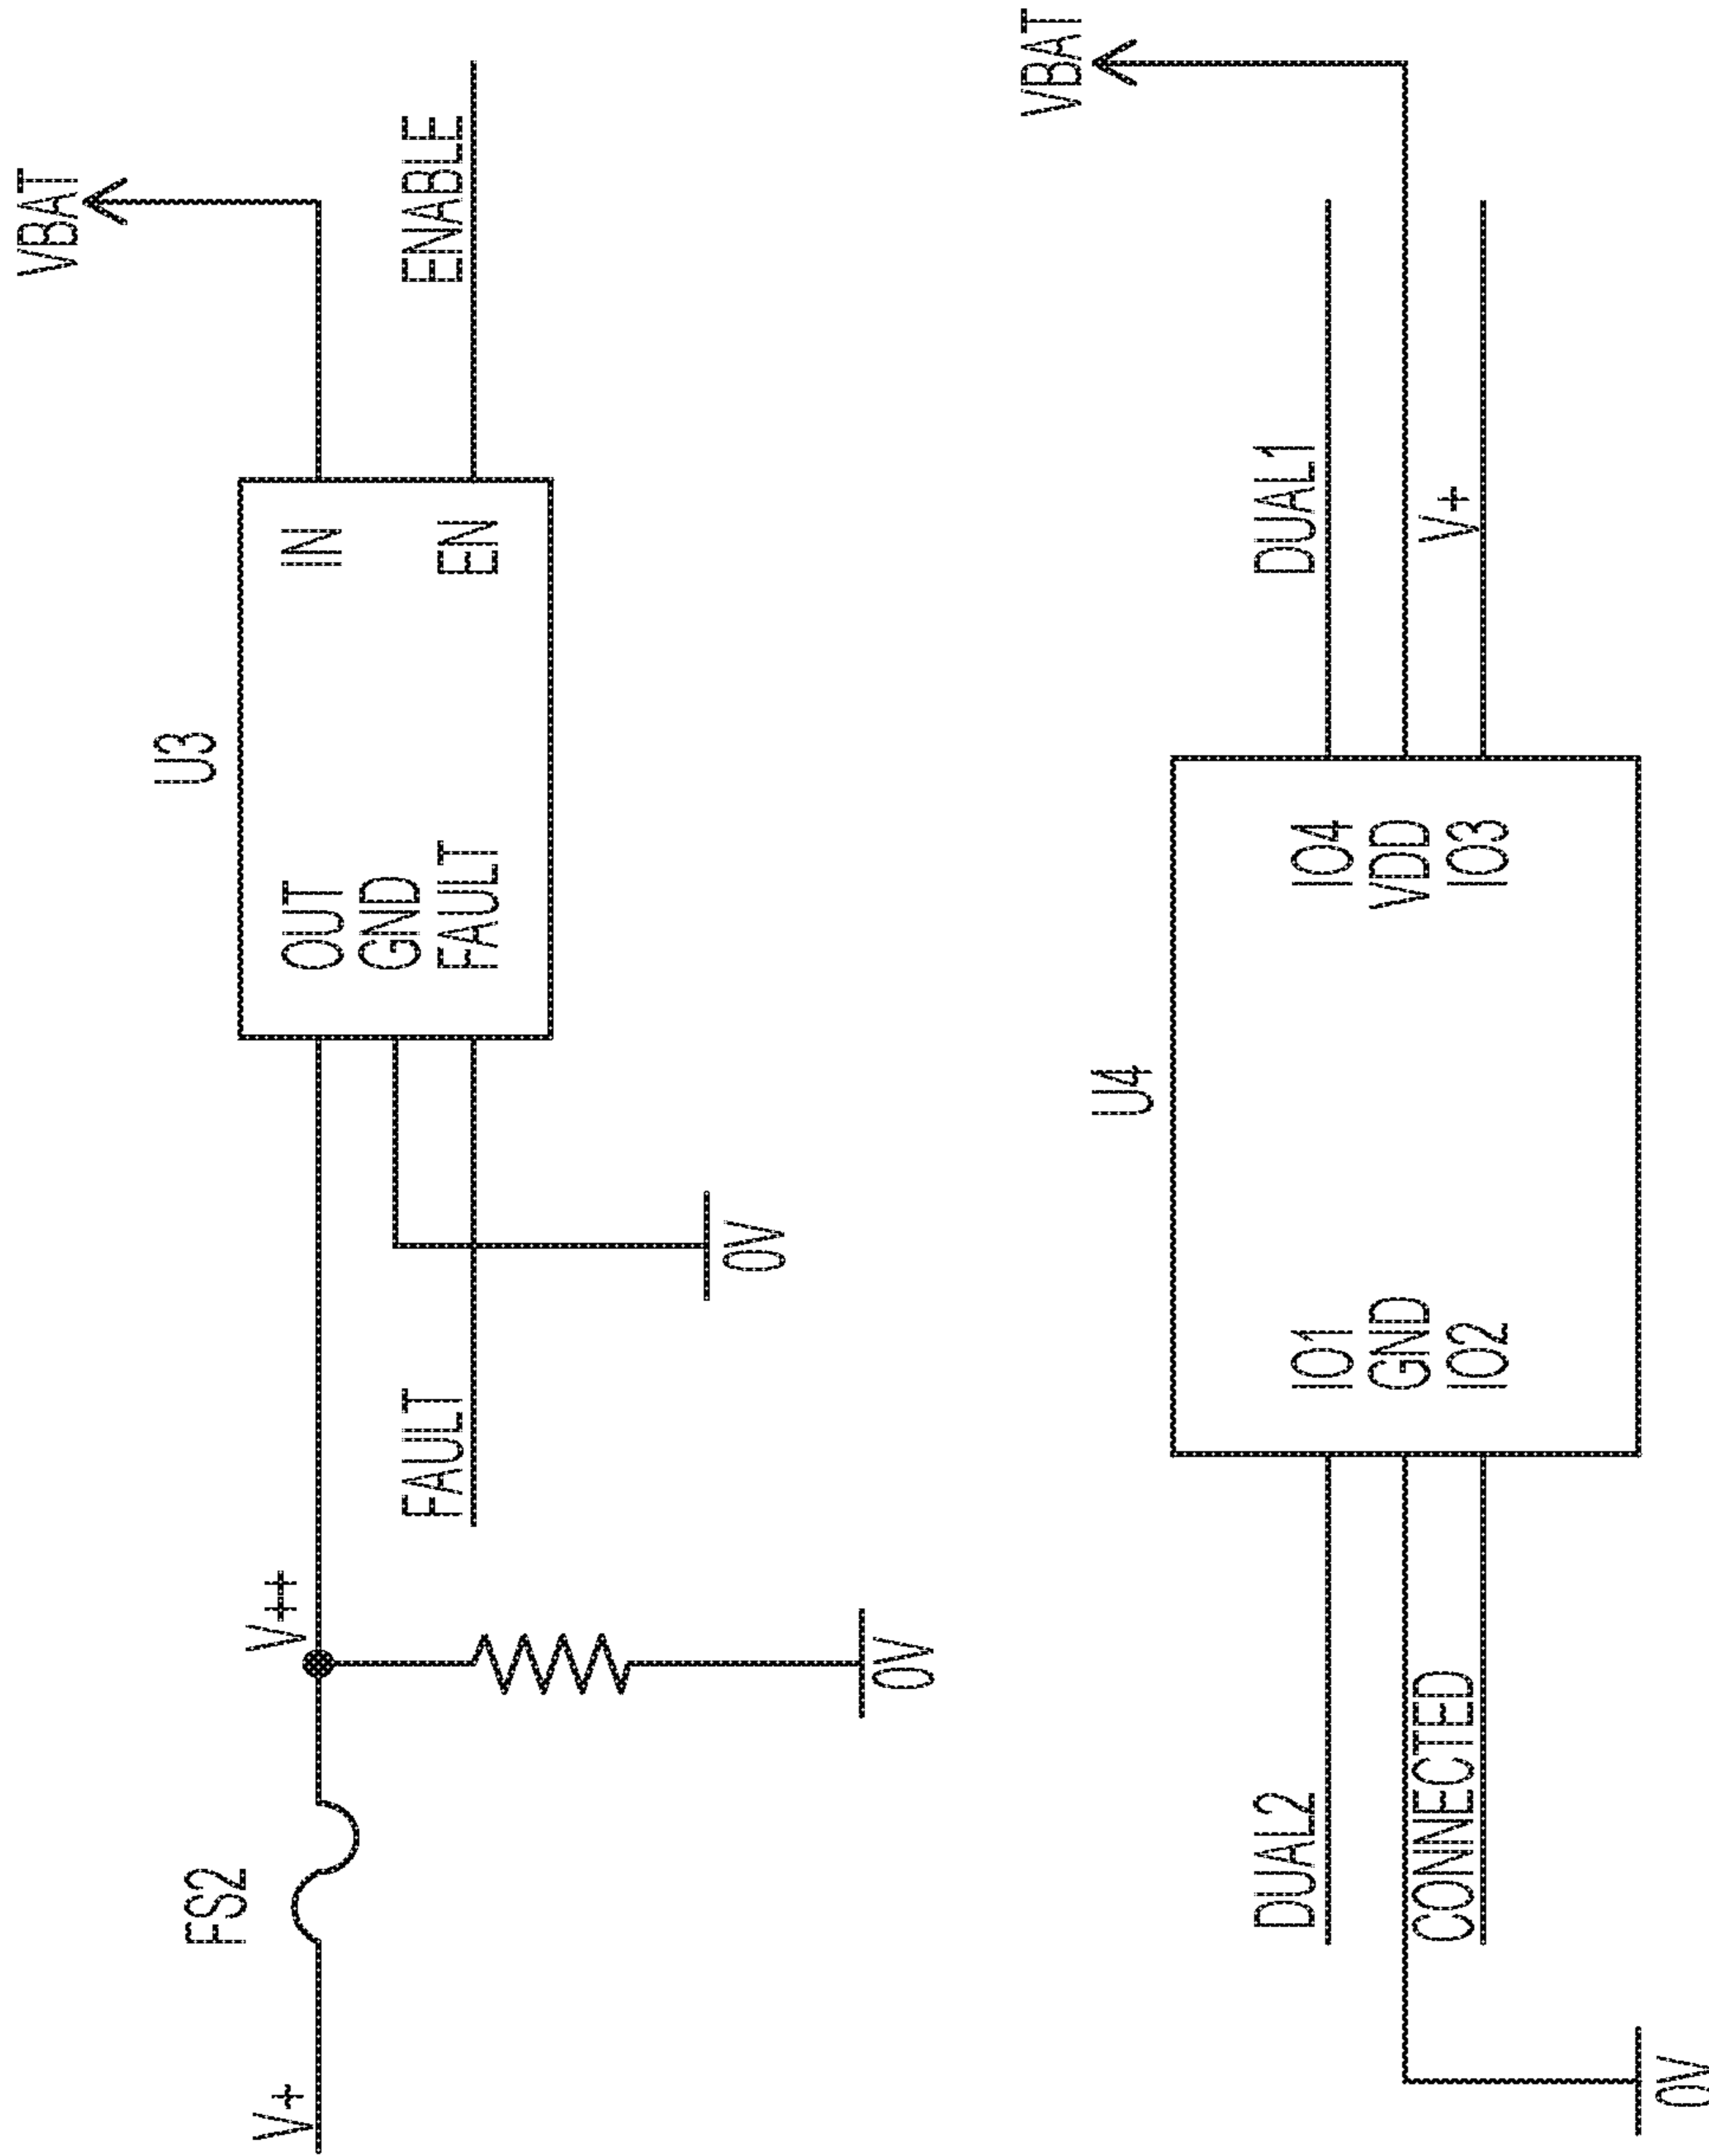 VBAT
U3
FS2
V+
V++
OUT
IN
GND
FAULT
EN
FAULT
ENABLE
0V
0V
VBAT
U4
DUAL2
IO1
IO4
DUAL1
GND
VDD
CONNECTED
IO2
IO3
V+
0V